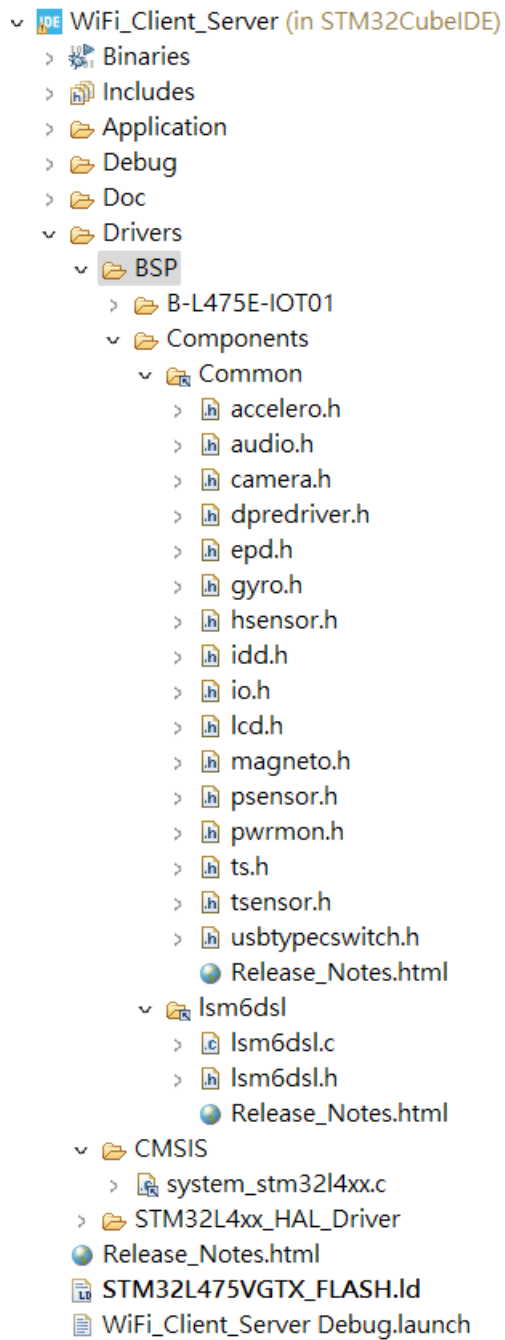 WiFi_Client_Server (in STM32CubeIDE)
Binaries
Includes
Application
Debug
Doc
Drivers
BSP
B-L475E-IOT01
Components
Common
accelero.h
audio.h
camera.h
dpredriver.h
epd.h
gyro.h
hsensor.h
idd.h
io.h
lcd.h
magneto.h
psensor.h
pwrmon.h
ts.h
tsensor.h
usbtypecswitch.h
Release_Notes.html
lsm6dsl
lsm6dsl.c
lsm6dsl.h
Release_Notes.html
CMSIS
system_stm32l4xx.c
STM32L4xx_HAL_Driver
Release_Notes.html
STM32L475VGTX_FLASH.ld
WiFi_Client_Server Debug.launch